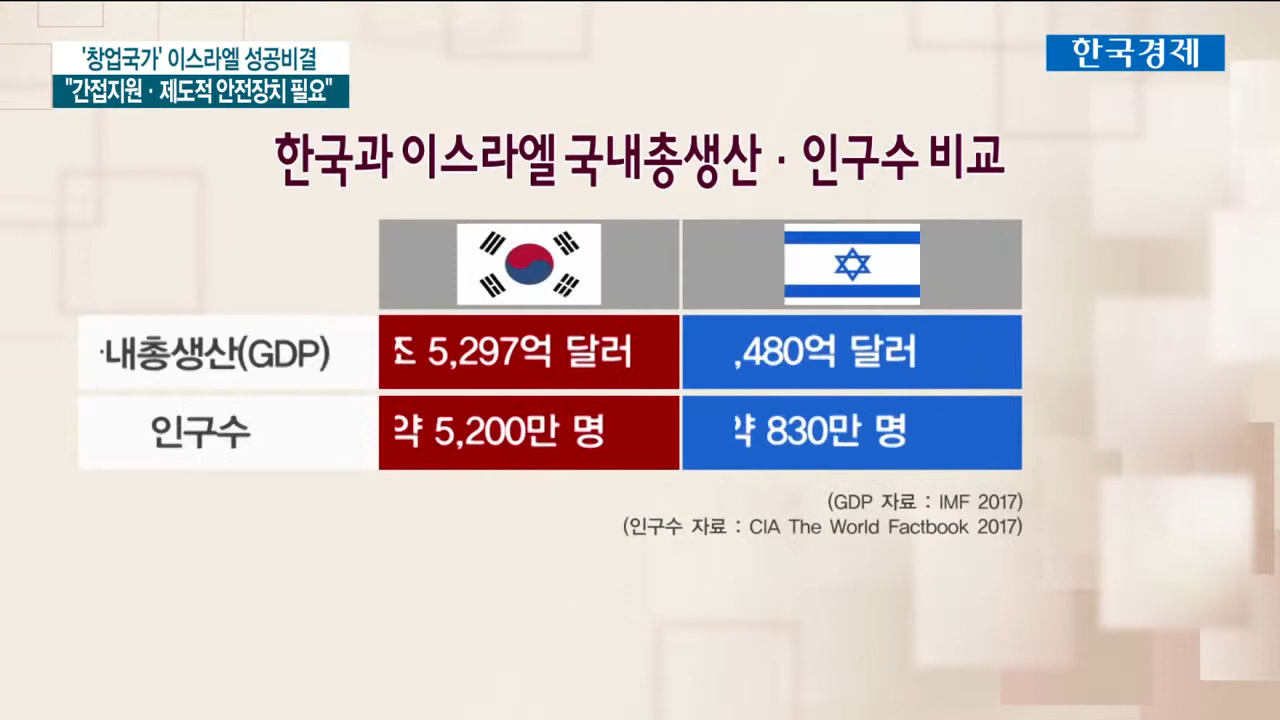 '창업국가' 이스라엘 성공비결
"간접지원·제도적 안전장치 필요"
한국경제
한국과 이스라엘 국내총생산·인구수 비교
내총생산(GDP) 5,297억 달러 ,480억 달러
인구수 약 5,200만 명 약 830만 명
(GDP 자료 : IMF 2017)
(인구수 자료 : CIA The World Factbook 2017)